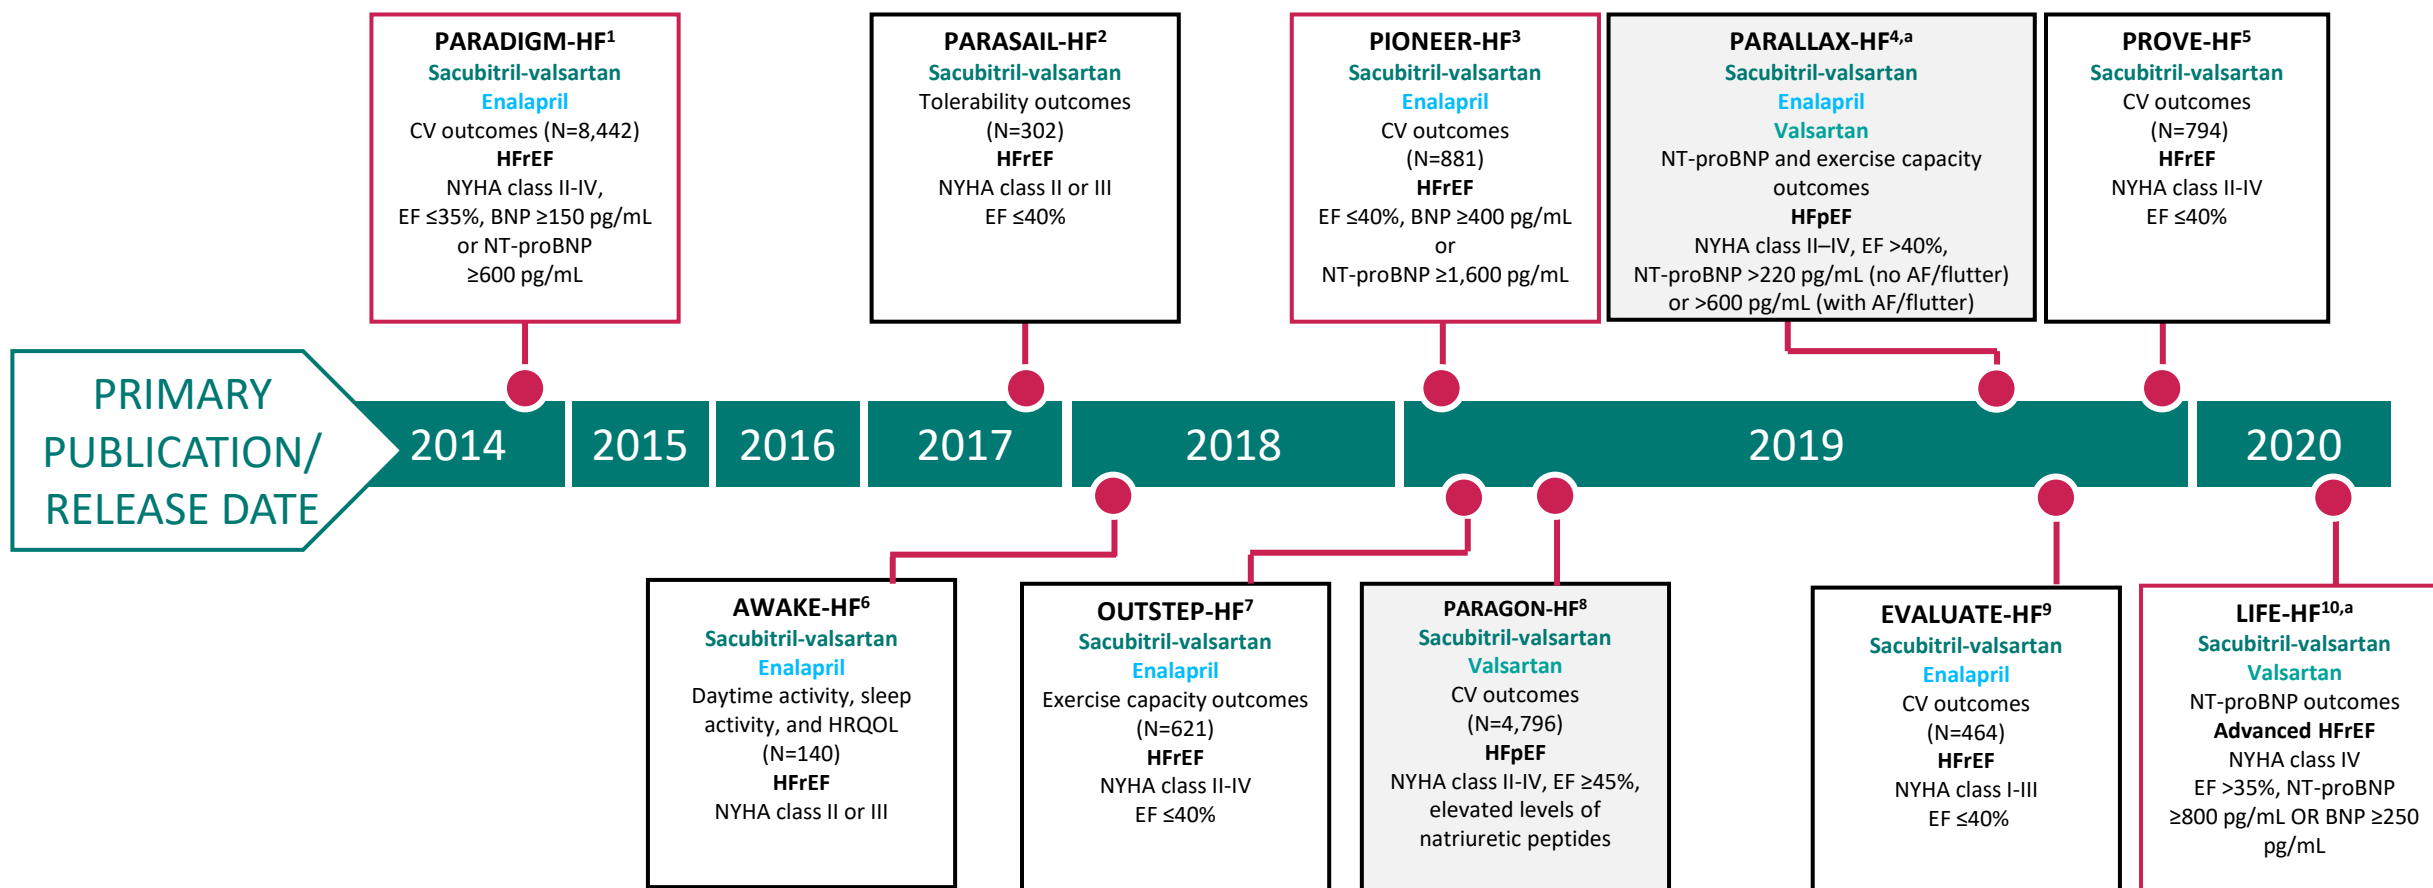 PARADIGM-HF1
Sacubitril-valsartan
Enalapril
CV outcomes (N=8,442)
HFrEF
NYHA class II-IV,
EF ≤35%, BNP ≥150 pg/mL
or NT-proBNP
≥600 pg/mL
PARASAIL-HF2
Sacubitril-valsartan
Tolerability outcomes
(N=302)
HFrEF
NYHA class II or III
EF ≤40%
PIONEER-HF3
Sacubitril-valsartan
Enalapril
CV outcomes
(N=881)
HFrEF
EF ≤40%, BNP ≥400 pg/mL
or
NT-proBNP ≥1,600 pg/mL
PARALLAX-HF4,a
Sacubitril-valsartan
Enalapril
Valsartan
NT-proBNP and exercise capacity
outcomes
HFpEF
NYHA class II–IV, EF >40%,
NT-proBNP >220 pg/mL (no AF/flutter)
or >600 pg/mL (with AF/flutter)
PROVE-HF5
Sacubitril-valsartan
CV outcomes
(N=794)
HFrEF
NYHA class II-IV
EF ≤40%
PRIMARY
PUBLICATION/
RELEASE DATE
2014
2015
2016
2017
2018
2019
2020
AWAKE-HF6
Sacubitril-valsartan
Enalapril
Daytime activity, sleep
activity, and HRQOL
(N=140)
HFrEF
NYHA class II or III
OUTSTEP-HF7
Sacubitril-valsartan
Enalapril
Exercise capacity outcomes
(N=621)
HFrEF
NYHA class II-IV
EF ≤40%
PARAGON-HF8
Sacubitril-valsartan
Valsartan
CV outcomes
(N=4,796)
HFpEF
NYHA class II-IV, EF ≥45%,
elevated levels of
natriuretic peptides
EVALUATE-HF9
Sacubitril-valsartan
Enalapril
CV outcomes
(N=464)
HFrEF
NYHA class I-III
EF ≤40%
LIFE-HF10,a
Sacubitril-valsartan
Valsartan
NT-proBNP outcomes
Advanced HFrEF
NYHA class IV
EF >35%, NT-proBNP
≥800 pg/mL OR BNP ≥250
pg/mL